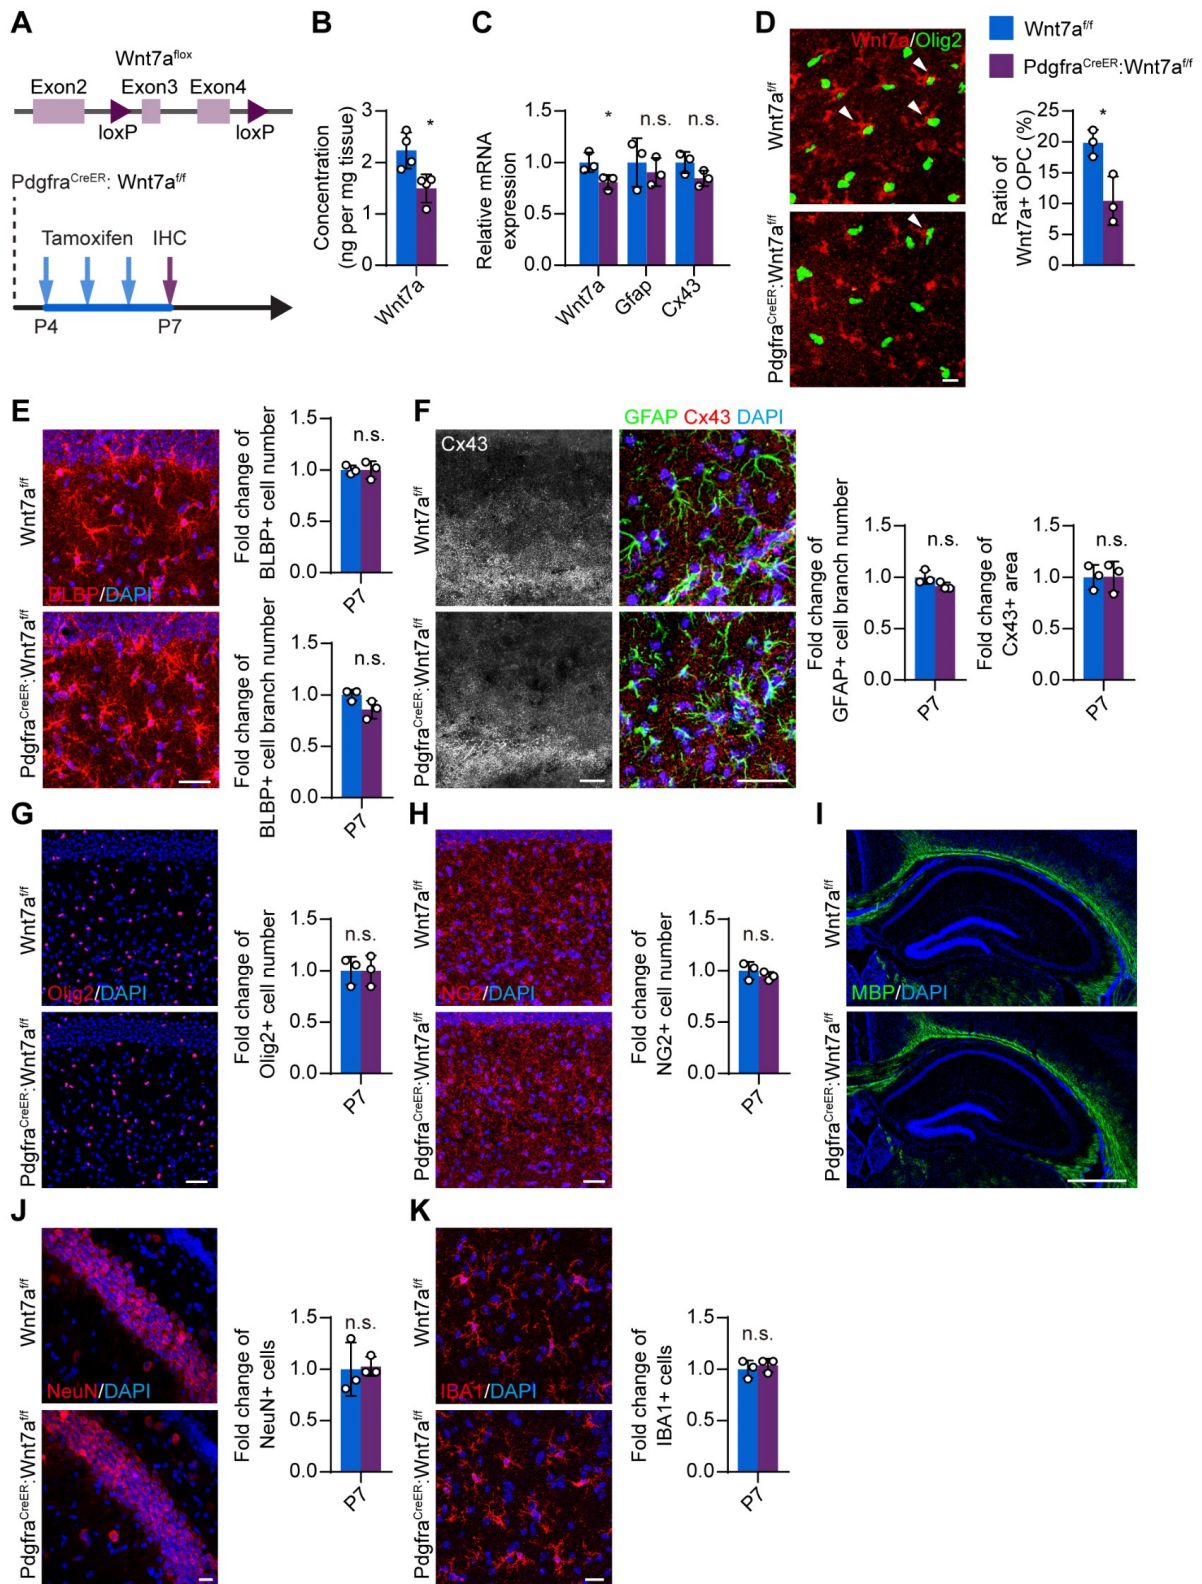 A
Wnt7a^flox
Exon2 Exon3 Exon4
loxP loxP
Pdgfra^CreER: Wnt7a^f/f
Tamoxifen IHC
P4 P7
B
Concentration
(ng per mg tissue)
3
2
1
0
*
Wnt7a
C
Relative mRNA
expression
1.5
1.0
0.5
0.0
* n.s. n.s.
Wnt7a Gfap Cx43
D
Wnt7a/Olig2
Wnt7a^f/f
Pdgfra^CreER:Wnt7a^f/f
Wnt7a^f/f
Pdgfra^CreER:Wnt7a^f/f
Ratio of
Wnt7a+ OPC (%)
25
20
15
10
5
0
*
E
Wnt7a^f/f
BLBP/DAPI
Pdgfra^CreER:Wnt7a^f/f
Fold change of
BLBP+ cell number
1.5
1.0
0.5
0.0
n.s.
P7
Fold change of
BLBP+ cell branch number
1.5
1.0
0.5
0.0
n.s.
P7
F
Cx43
GFAP Cx43 DAPI
Wnt7a^f/f
Pdgfra^CreER:Wnt7a^f/f
Fold change of
GFAP+ cell branch number
1.5
1.0
0.5
0.0
n.s.
P7
Fold change of
Cx43+ area
1.5
1.0
0.5
0.0
n.s.
P7
G
Wnt7a^f/f
Olig2/DAPI
Pdgfra^CreER:Wnt7a^f/f
Fold change of
Olig2+ cell number
1.5
1.0
0.5
0.0
n.s.
P7
H
Wnt7a^f/f
NG2/DAPI
Pdgfra^CreER:Wnt7a^f/f
Fold change of
NG2+ cell number
1.5
1.0
0.5
0.0
n.s.
P7
I
Wnt7a^f/f
MBP/DAPI
Pdgfra^CreER:Wnt7a^f/f
J
Wnt7a^f/f
NeuN/DAPI
Pdgfra^CreER:Wnt7a^f/f
Fold change of
NeuN+ cells
1.5
1.0
0.5
0.0
n.s.
P7
K
Wnt7a^f/f
IBA1/DAPI
Pdgfra^CreER:Wnt7a^f/f
Fold change of
IBA1+ cells
1.5
1.0
0.5
0.0
n.s.
P7